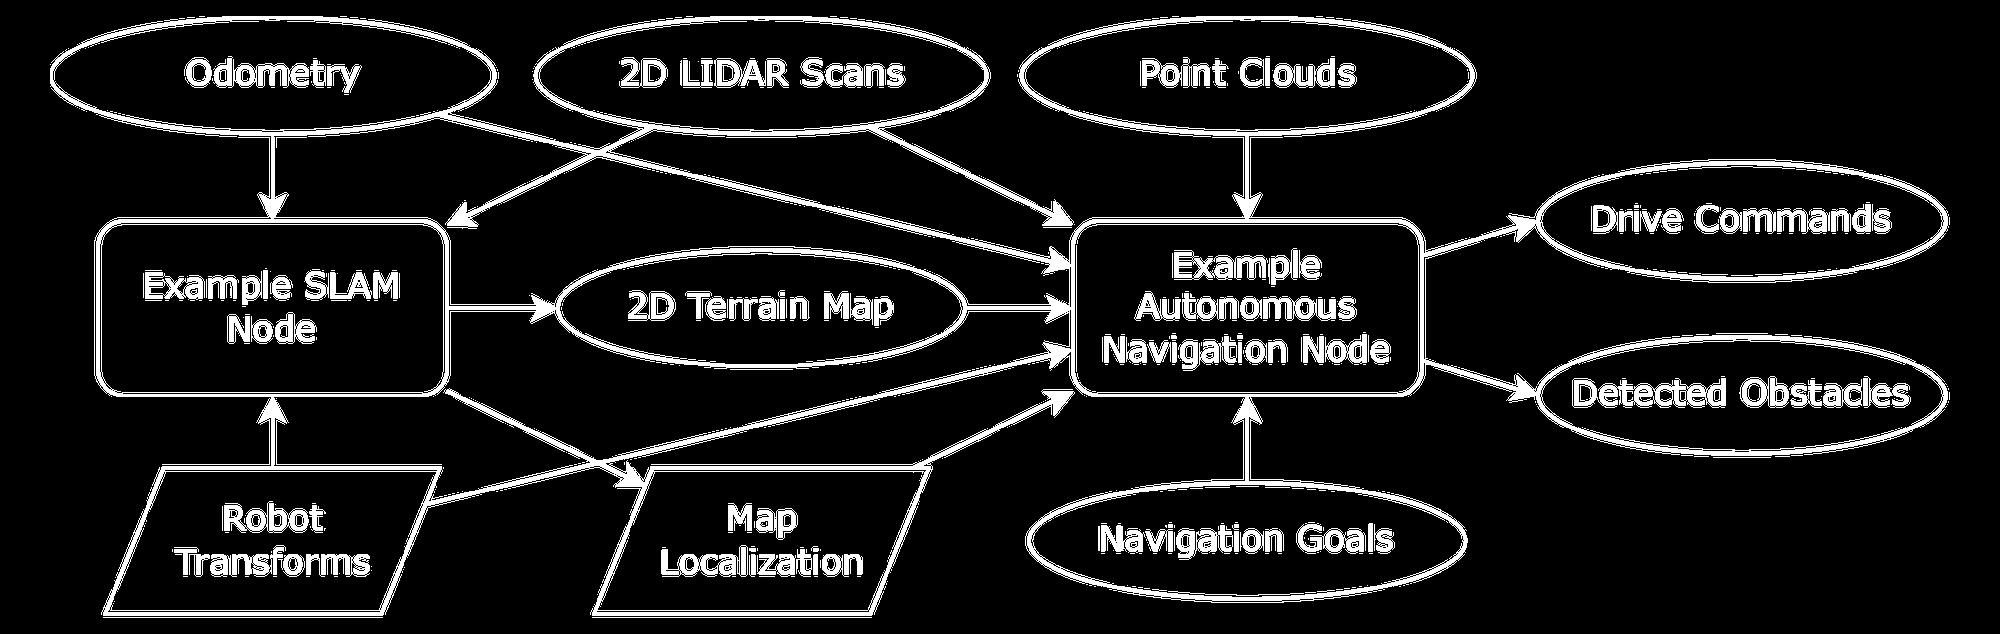 Odometry
2D LIDAR Scans
Point Clouds
Drive Commands
Example SLAM
Node
2D Terrain Map
Example
Autonomous
Navigation Node
Detected Obstacles
Robot
Transforms
Map
Localization
Navigation Goals